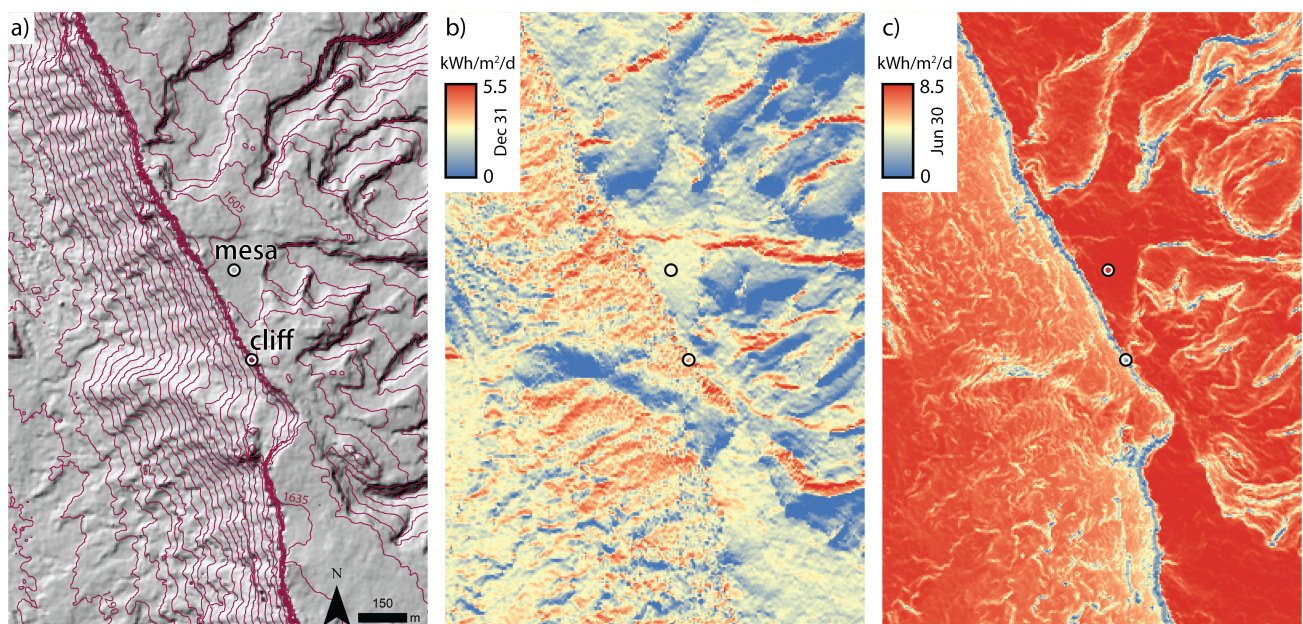 a)
1605
mesa
cliff
1635
N
150
m
b)
kWh/m²/d
5.5
Dec 31
0
c)
kWh/m²/d
8.5
Jun 30
0